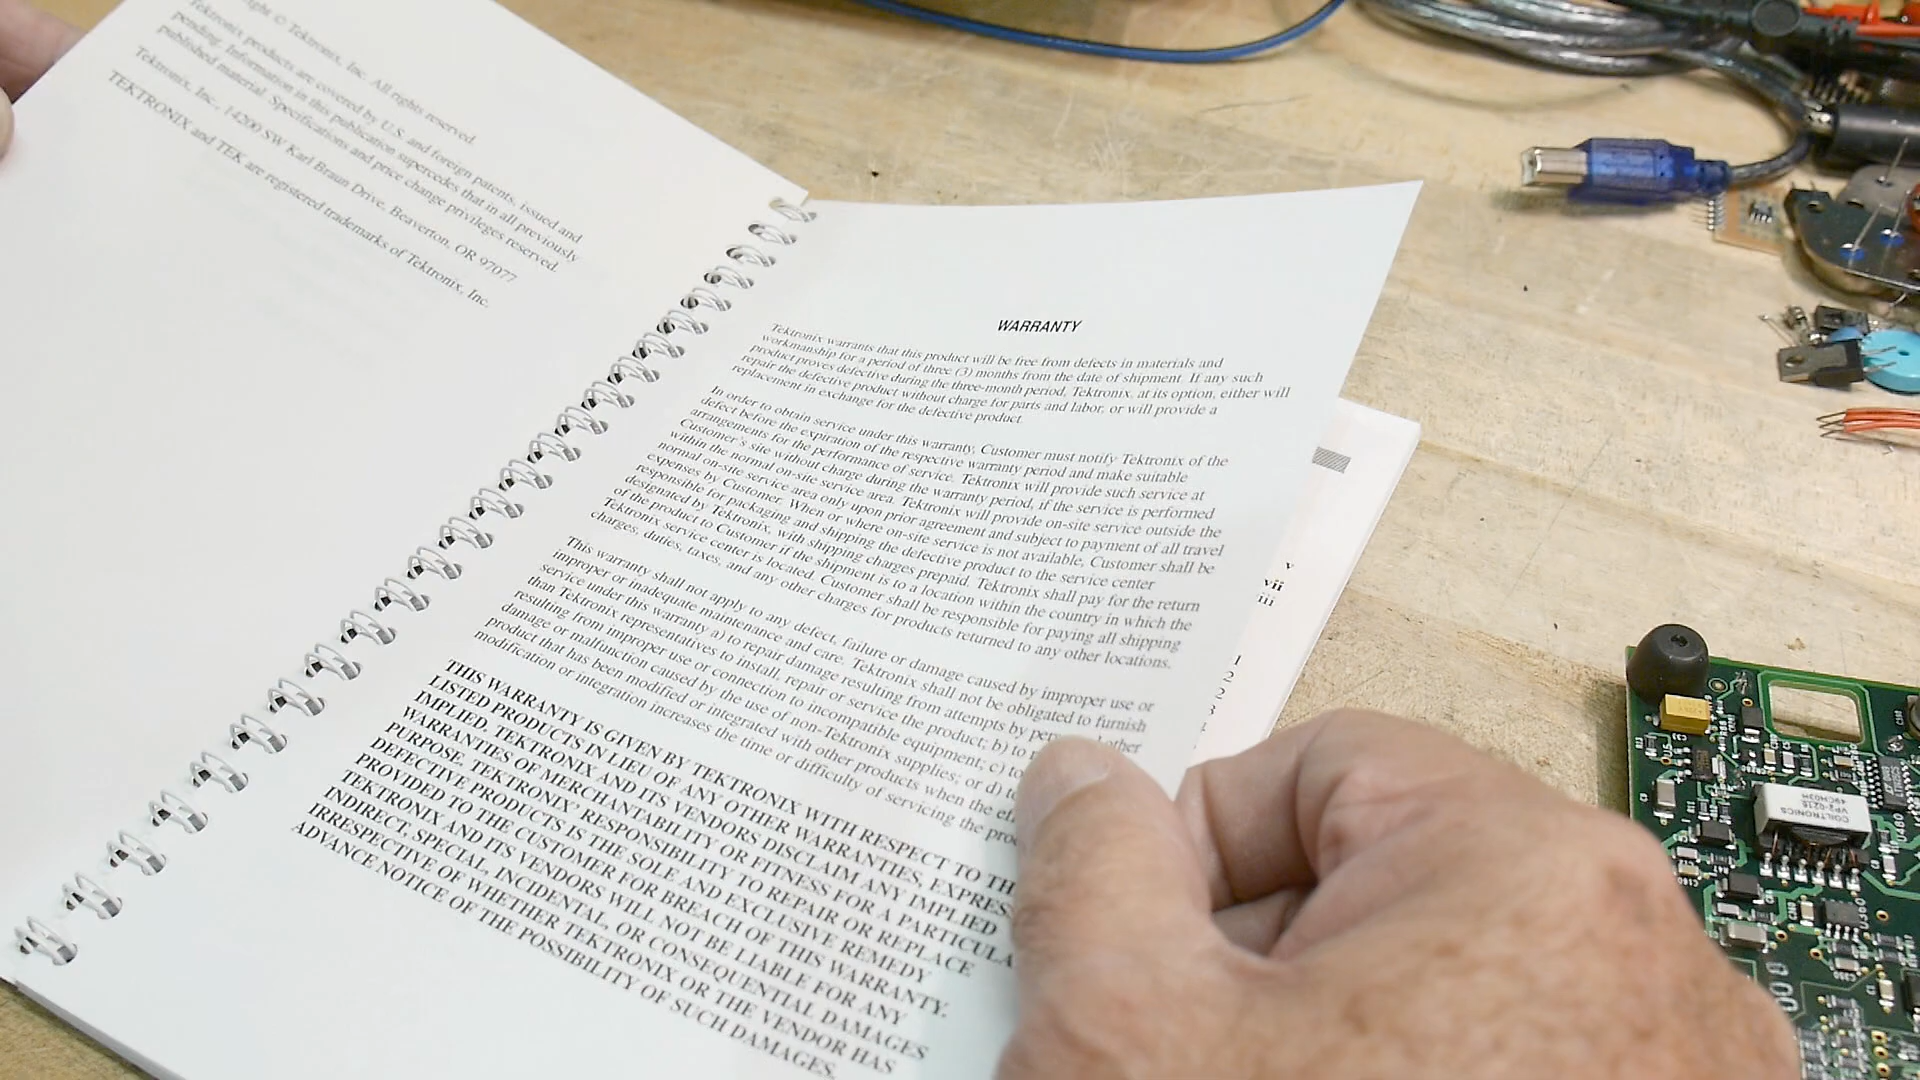 © Tektronix, Inc. All rights reserved.
Tektronix products are covered by U.S. and foreign patents, issued and
pending. Information in this publication supercedes that in all previously
published material. Specifications and price change privileges reserved.
Tektronix, Inc., 14200 SW Karl Braun Drive, Beaverton, OR 97077
TEKTRONIX and TEK are registered trademarks of Tektronix, Inc.
WARRANTY
Tektronix warrants that this product will be free from defects in materials and
workmanship for a period of three (3) months from the date of shipment. If any such
product proves defective during the three-month period, Tektronix, at its option, either will
repair the defective product without charge for parts and labor, or will provide a
replacement in exchange for the defective product.
In order to obtain service under this warranty, Customer must notify Tektronix of the
defect before the expiration of the respective warranty period and make suitable
arrangements for the performance of service. Tektronix will provide such service at
Customer's site without charge during the warranty period, if the service is performed
within the normal on-site service area. Tektronix will provide on-site service outside the
normal on-site service area only upon prior agreement and subject to payment of all travel
expenses by Customer. When or where on-site service is not available, Customer shall be
responsible for packaging and shipping the defective product to the service center
designated by Tektronix, with shipping charges prepaid. Tektronix shall pay for the return
of the product to Customer if the shipment is to a location within the country in which the
Tektronix service center is located. Customer shall be responsible for paying all shipping
charges, duties, taxes, and any other charges for products returned to any other locations.
This warranty shall not apply to any defect, failure or damage caused by improper use or
improper or inadequate maintenance and care. Tektronix shall not be obligated to furnish
service under this warranty a) to repair damage resulting from attempts by other
than Tektronix representatives to install, repair or service the product; b) to
resulting from improper use or connection to incompatible equipment; c) to
damage or malfunction caused by the use of non-Tektronix supplies; or d) to
product that has been modified or integrated with other products when the
modification or integration increases the time or difficulty of servicing the
THIS WARRANTY IS GIVEN BY TEKTRONIX WITH RESPECT TO
LISTED PRODUCTS IN LIEU OF ANY OTHER WARRANTIES, EXPRESS
IMPLIED. TEKTRONIX AND ITS VENDORS DISCLAIM ANY IMPLIED
WARRANTIES OF MERCHANTABILITY OR FITNESS FOR A PARTICULA
PURPOSE. TEKTRONIX' RESPONSIBILITY TO REPAIR OR REPLACE
DEFECTIVE PRODUCTS IS THE SOLE AND EXCLUSIVE REMEDY
PROVIDED TO THE CUSTOMER FOR BREACH OF THIS WARRANTY.
TEKTRONIX AND ITS VENDORS WILL NOT BE LIABLE FOR ANY
INDIRECT, SPECIAL, INCIDENTAL, OR CONSEQUENTIAL DAMAGES
IRRESPECTIVE OF WHETHER TEKTRONIX OR THE VENDOR HAS
ADVANCE NOTICE OF THE POSSIBILITY OF SUCH DAMAGES.
v
vii
iii
1
2
2
3
COILTRONICS
VP2-0216
U480